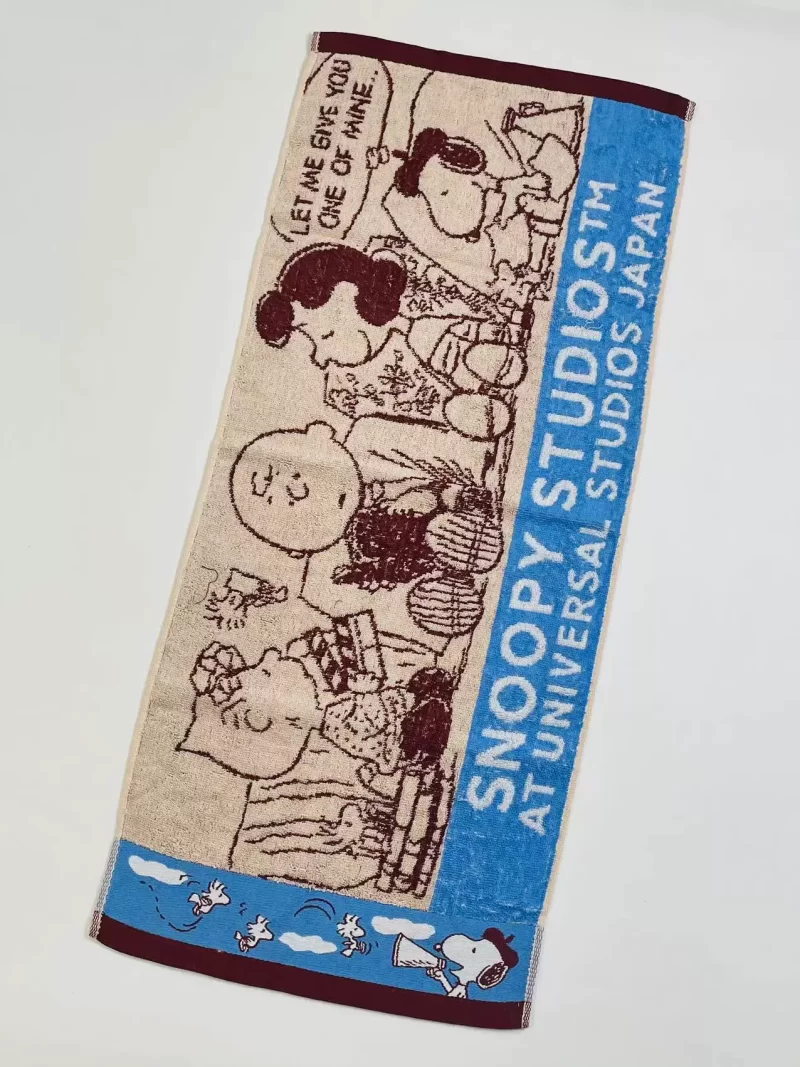 LET ME GIVE YOU
ONE OF MINE...
SNOOPY STUDIOS™
AT UNIVERSAL STUDIOS JAPAN